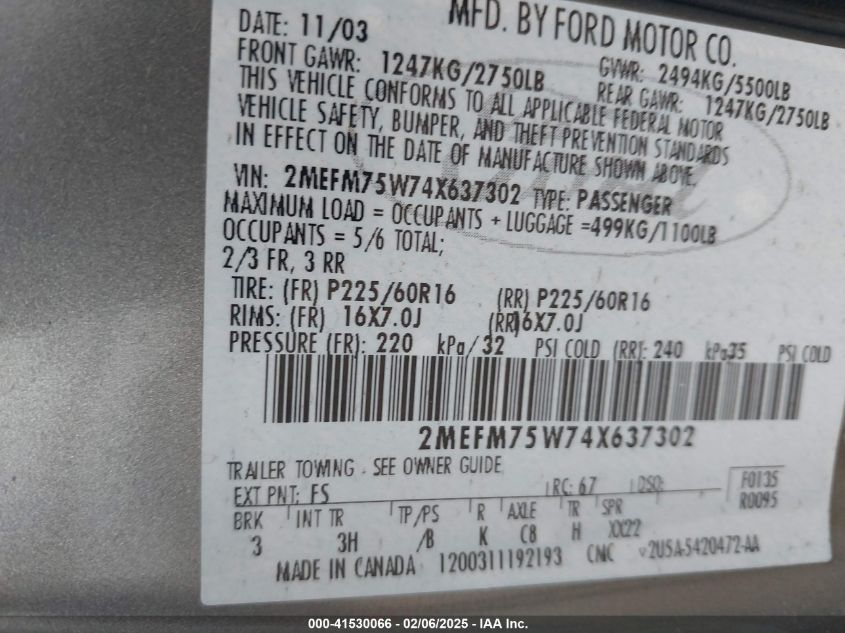 MFD. BY FORD MOTOR CO.
DATE: 11/03 GVWR: 2494KG/5500LB
FRONT GAWR: 1247KG/2750LB REAR GAWR: 1247KG/2750LB
THIS VEHICLE CONFORMS TO ALL APPLICABLE FEDERAL MOTOR
VEHICLE SAFETY, BUMPER, AND THEFT PREVENTION STANDARDS
IN EFFECT ON THE DATE OF MANUFACTURE SHOWN ABOVE.
VIN: 2MEFM75W74X637302 TYPE: PASSENGER
MAXIMUM LOAD = OCCUPANTS + LUGGAGE =499KG/1100LB
OCCUPANTS = 5/6 TOTAL;
2/3 FR, 3 RR
TIRE: (FR) P225/60R16 (RR) P225/60R16
RIMS: (FR) 16X7.0J (RR)16X7.0J
PRESSURE (FR): 220 kPa/32 PSI COLD (RR): 240 kPa35 PSI COLD
2MEFM75W74X637302
TRAILER TOWING - SEE OWNER GUIDE
EXT PNT: FS RC: 67 DSO: F0135
R0095
BRK INT TR TP/PS R AXLE TR SPR
3 3H /B K C8 H XX22
MADE IN CANADA 1200311192193 CMC v2U5A-5420472-AA
000-41530066 - 02/06/2025 - IAA Inc.